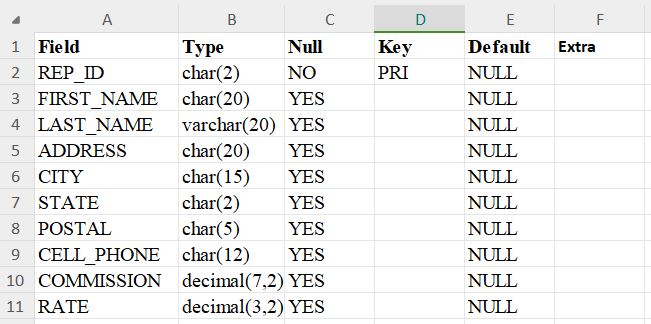 A B C D E F
1 Field Type Null Key Default Extra
2 REP_ID char(2) NO PRI NULL
3 FIRST_NAME char(20) YES NULL
4 LAST_NAME varchar(20) YES NULL
5 ADDRESS char(20) YES NULL
6 CITY char(15) YES NULL
7 STATE char(2) YES NULL
8 POSTAL char(5) YES NULL
9 CELL_PHONE char(12) YES NULL
10 COMMISSION decimal(7,2) YES NULL
11 RATE decimal(3,2) YES NULL